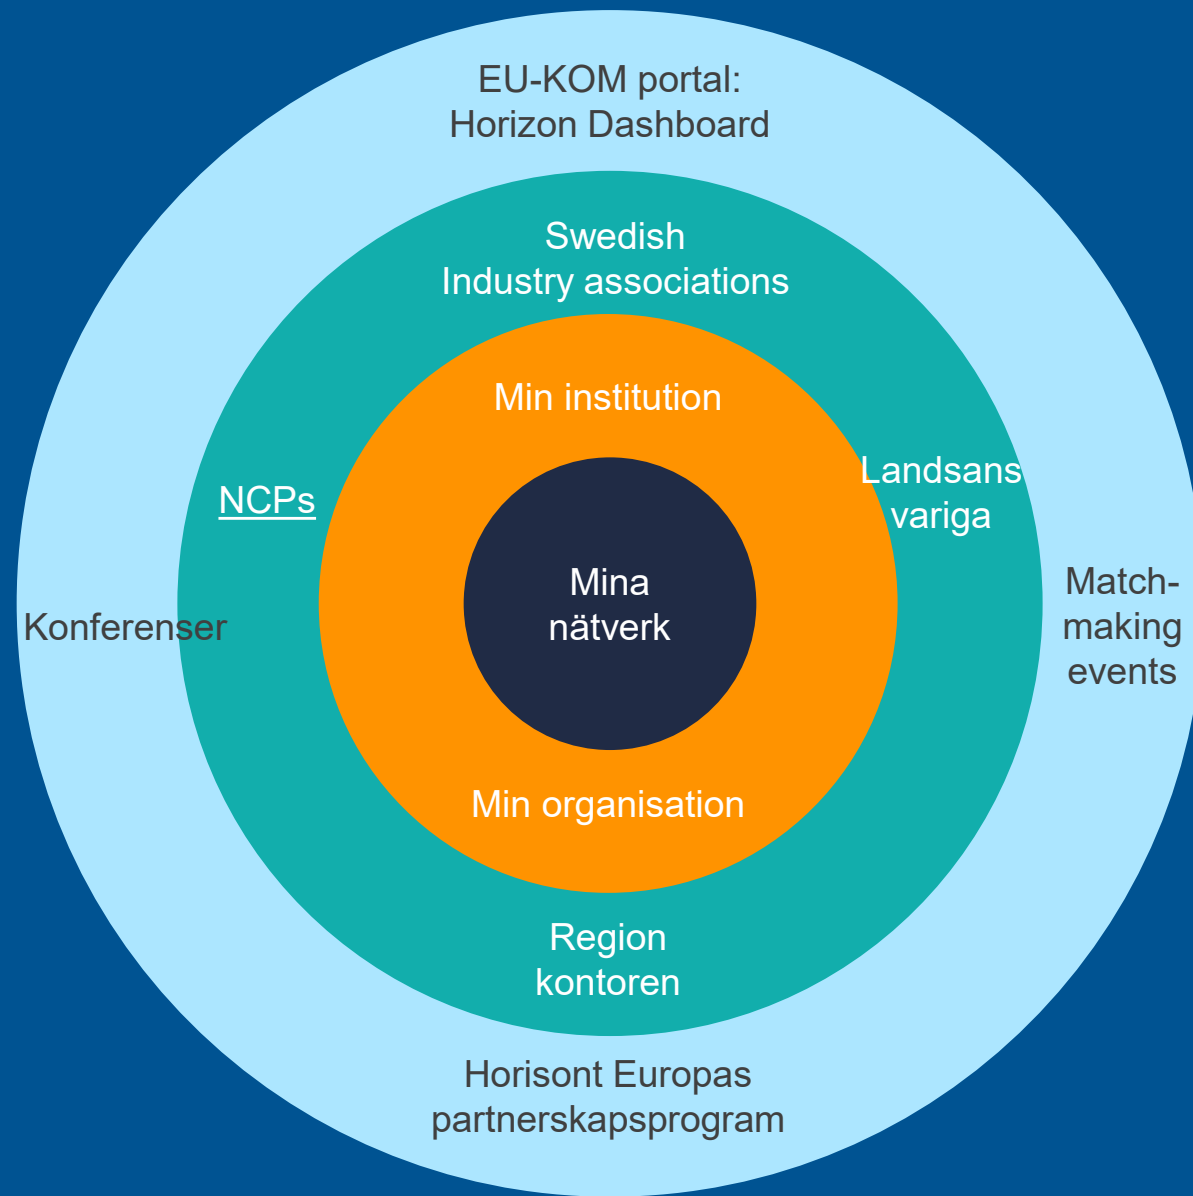 EU-KOM portal:
Horizon Dashboard
Swedish
Industry associations
Min institution
Landsans
variga
NCPs
Mina
nätverk
Match-
making
events
Konferenser
Min organisation
Region
kontoren
Horisont Europas
partnerskapsprogram